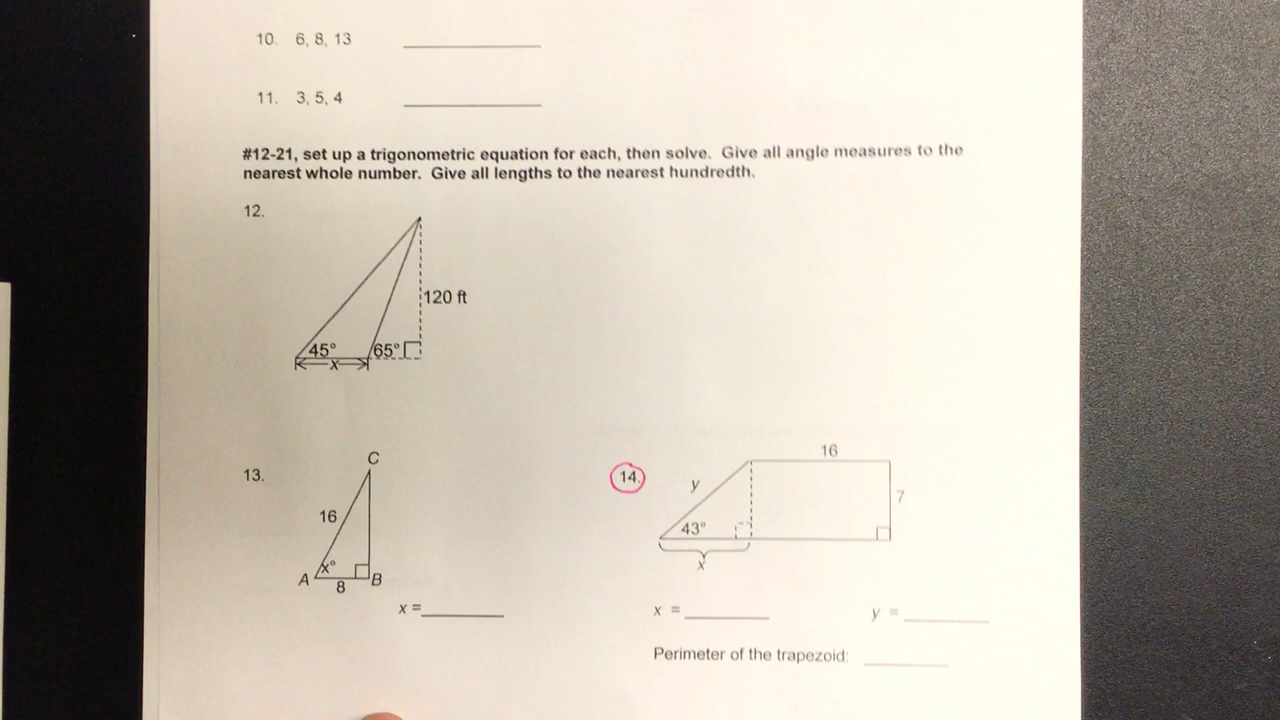 10. 6, 8, 13
11. 3, 5, 4
#12-21, set up a trigonometric equation for each, then solve. Give all angle measures to the
nearest whole number. Give all lengths to the nearest hundredth.
12.
120 ft
45° 65°
x
13.
C
16
x°
A B
8
x =
14.
16
y
7
43°
x
x = y =
Perimeter of the trapezoid: